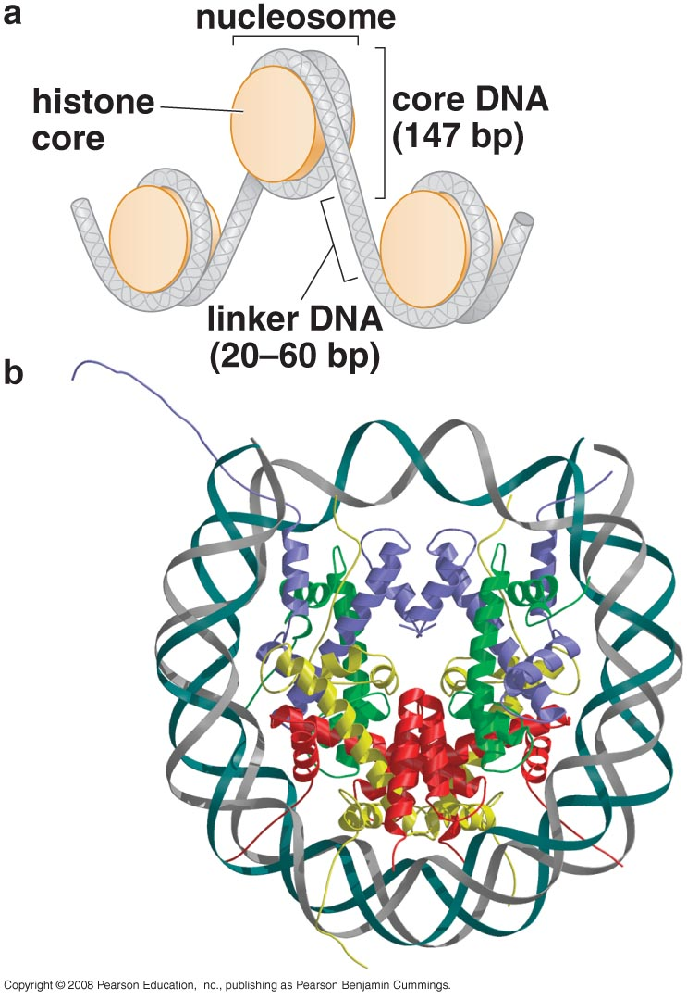 a
nucleosome
histone
core
core DNA
(147 bp)
linker DNA
(20–60 bp)
b
Copyright © 2008 Pearson Education, Inc., publishing as Pearson Benjamin Cummings.